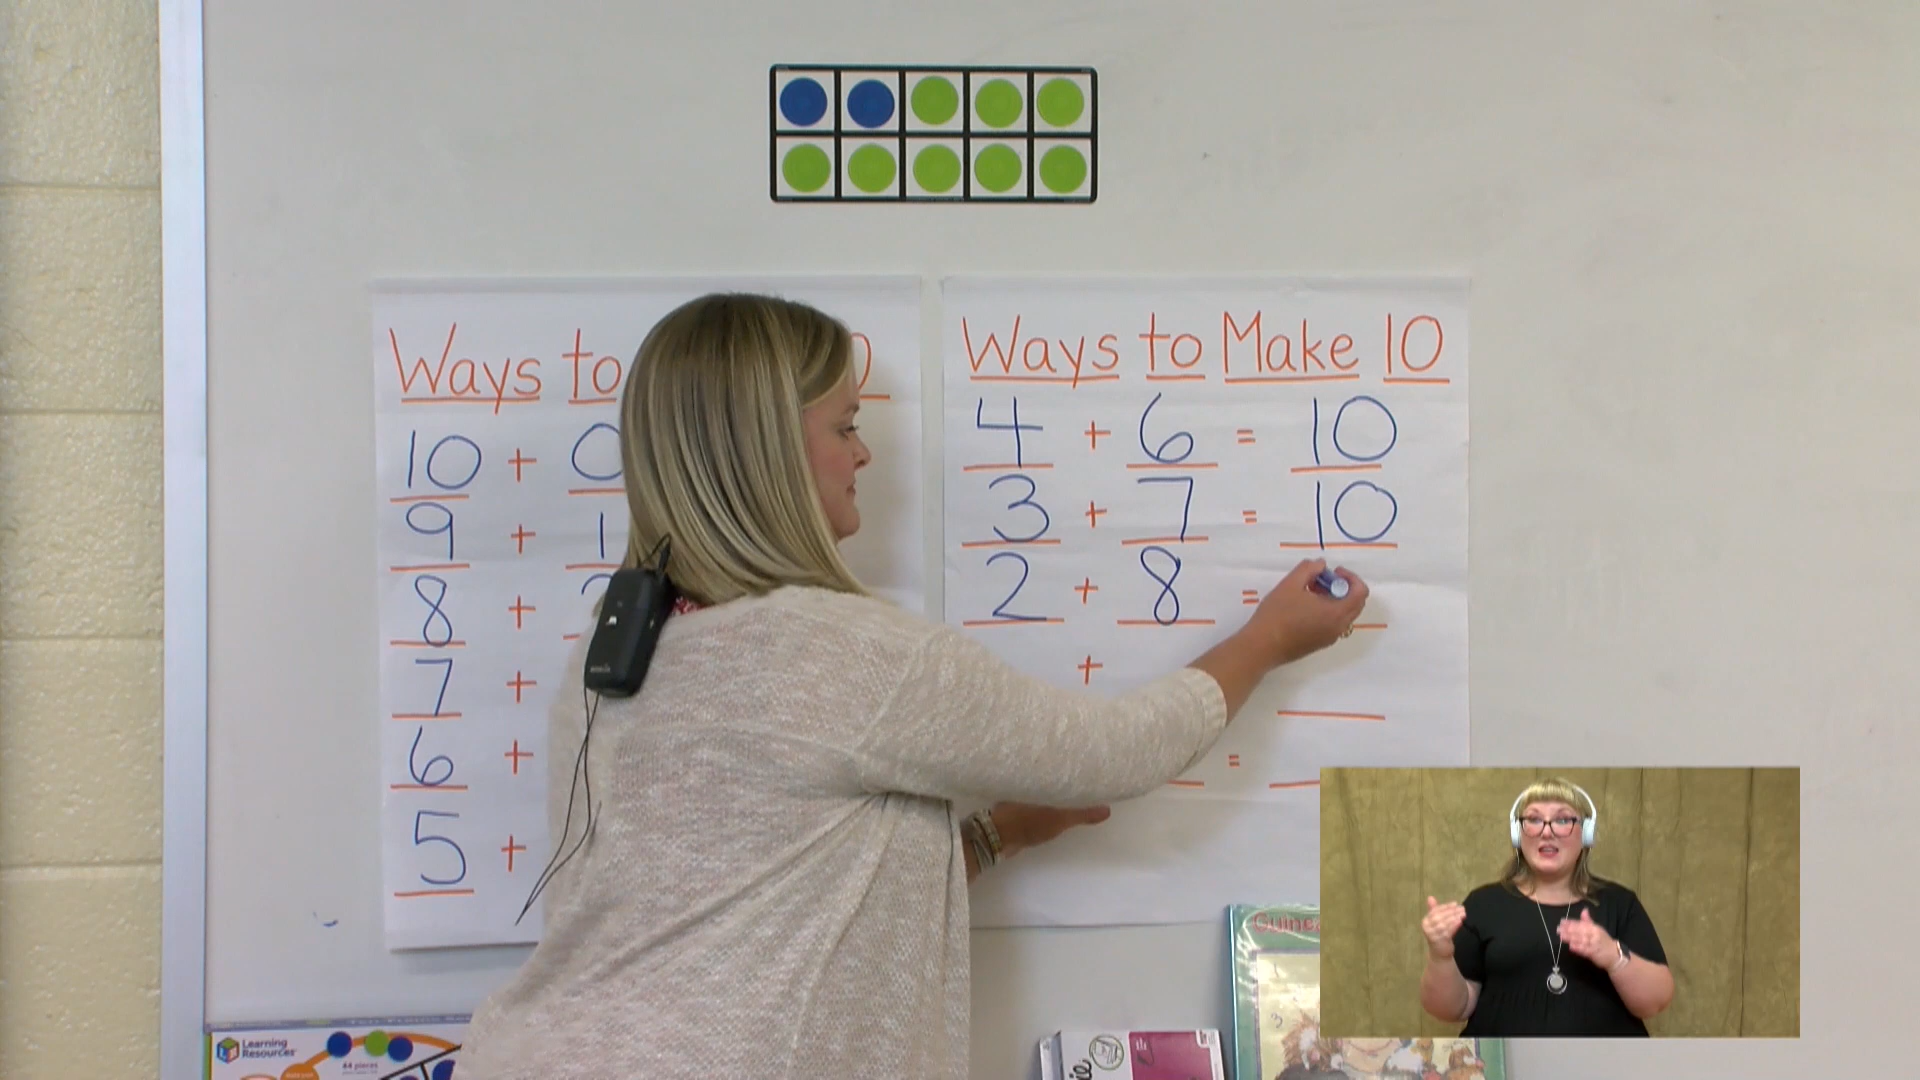 Ways to
10 + 0
9 + 1
8 +
7 +
6 +
5 +
Ways to Make 10
4 + 6 = 10
3 + 7 = 10
2 + 8 =
+
=
Learning
Resources